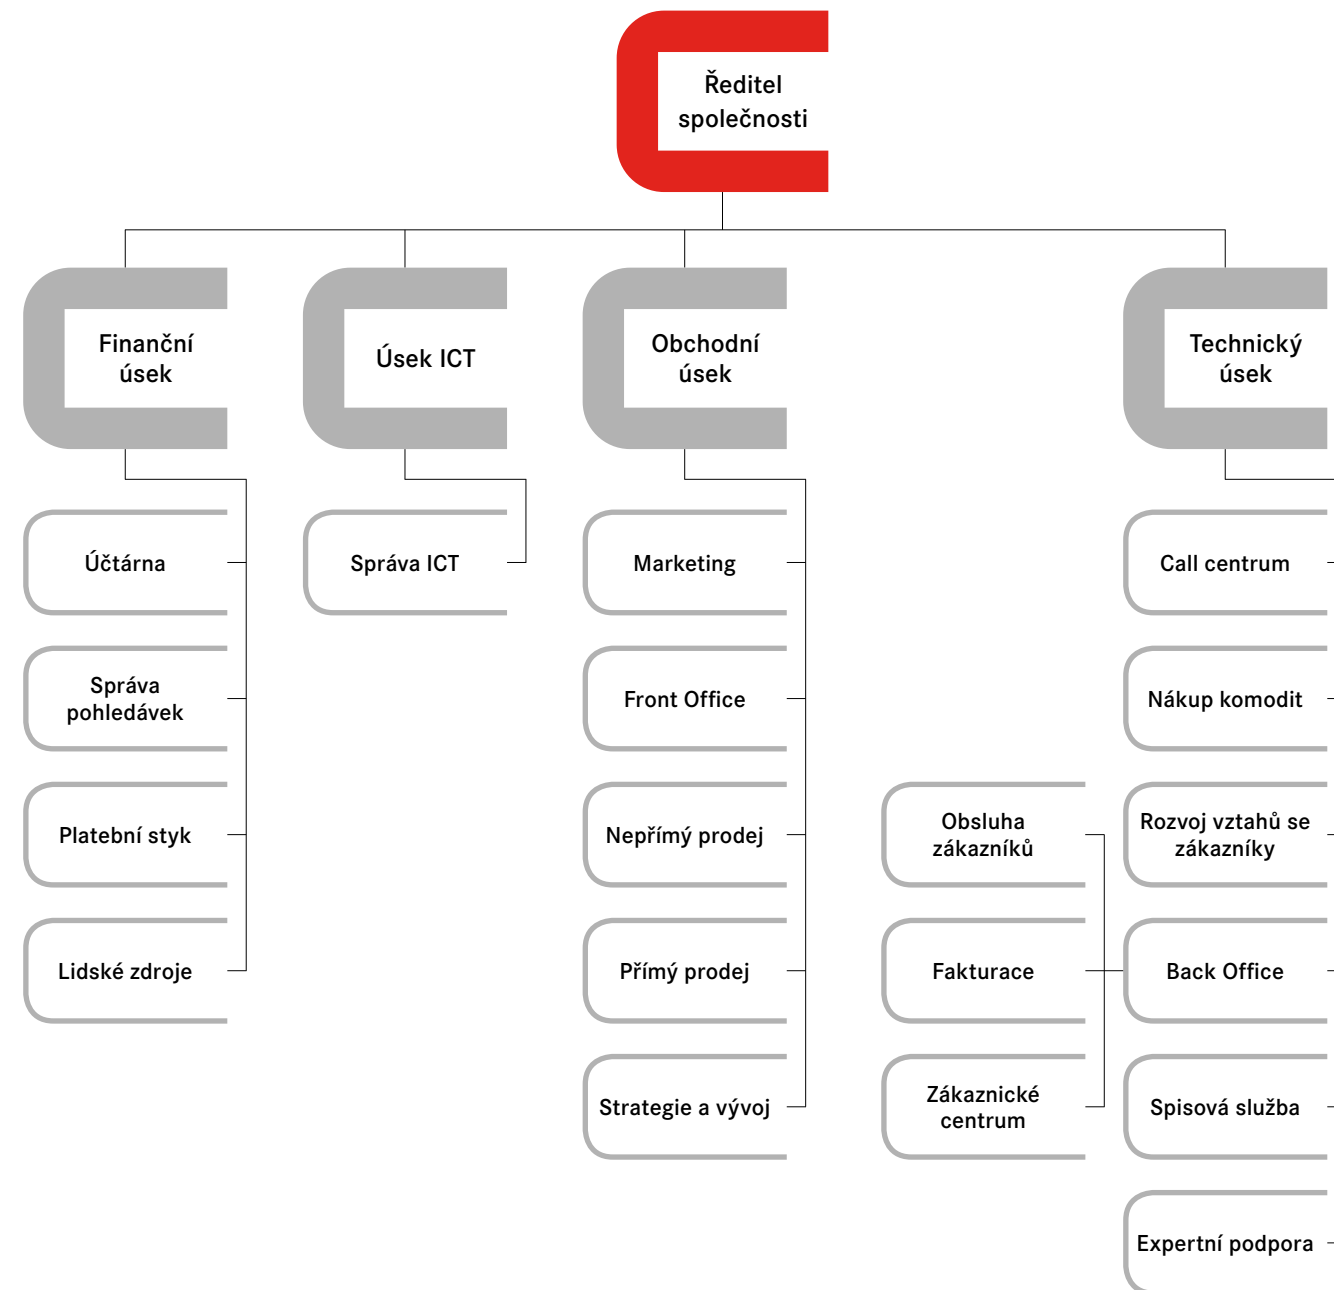 Ředitel
společnosti
Finanční
úsek
Úsek ICT
Obchodní
úsek
Technický
úsek
Účtárna
Správa ICT
Marketing
Call centrum
Správa
pohledávek
Front Office
Nákup komodit
Platební styk
Nepřímý prodej
Obsluha
zákazníků
Rozvoj vztahů se
zákazníky
Lidské zdroje
Přímý prodej
Fakturace
Back Office
Strategie a vývoj
Zákaznické
centrum
Spisová služba
Expertní podpora